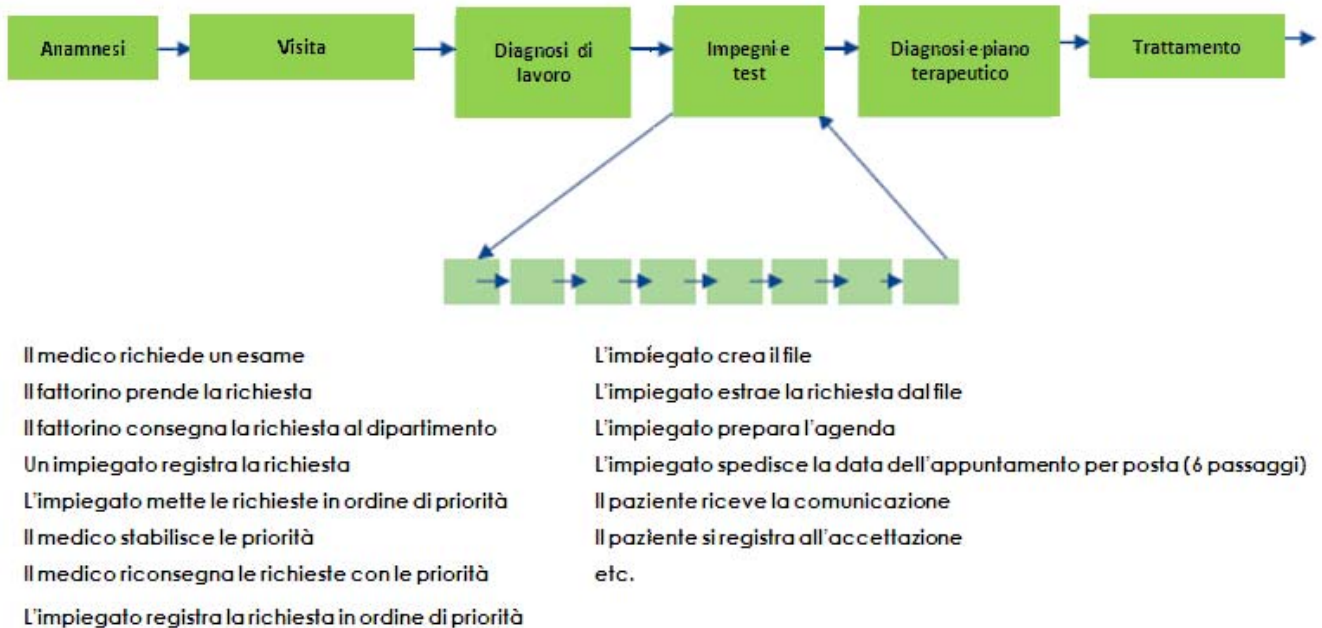 Anamnesi
Visita
Diagnosi di
lavoro
Impegni e
test
Diagnosi e piano
terapeutico
Trattamento
Il medico richiede un esame
Il fattorino prende la richiesta
Il fattorino consegna la richiesta al dipartimento
Un impiegato registra la richiesta
L'impiegato mette le richieste in ordine di priorità
Il medico stabilisce le priorità
Il medico riconsegna le richieste con le priorità
L'impiegato registra la richiesta in ordine di priorità
L'impiegato crea il file
L'impiegato estrae la richiesta dal file
L'impiegato prepara l'agenda
L'impiegato spedisce la data dell'appuntamento per posta (6 passaggi)
Il paziente riceve la comunicazione
Il paziente si registra all'accettazione
etc.